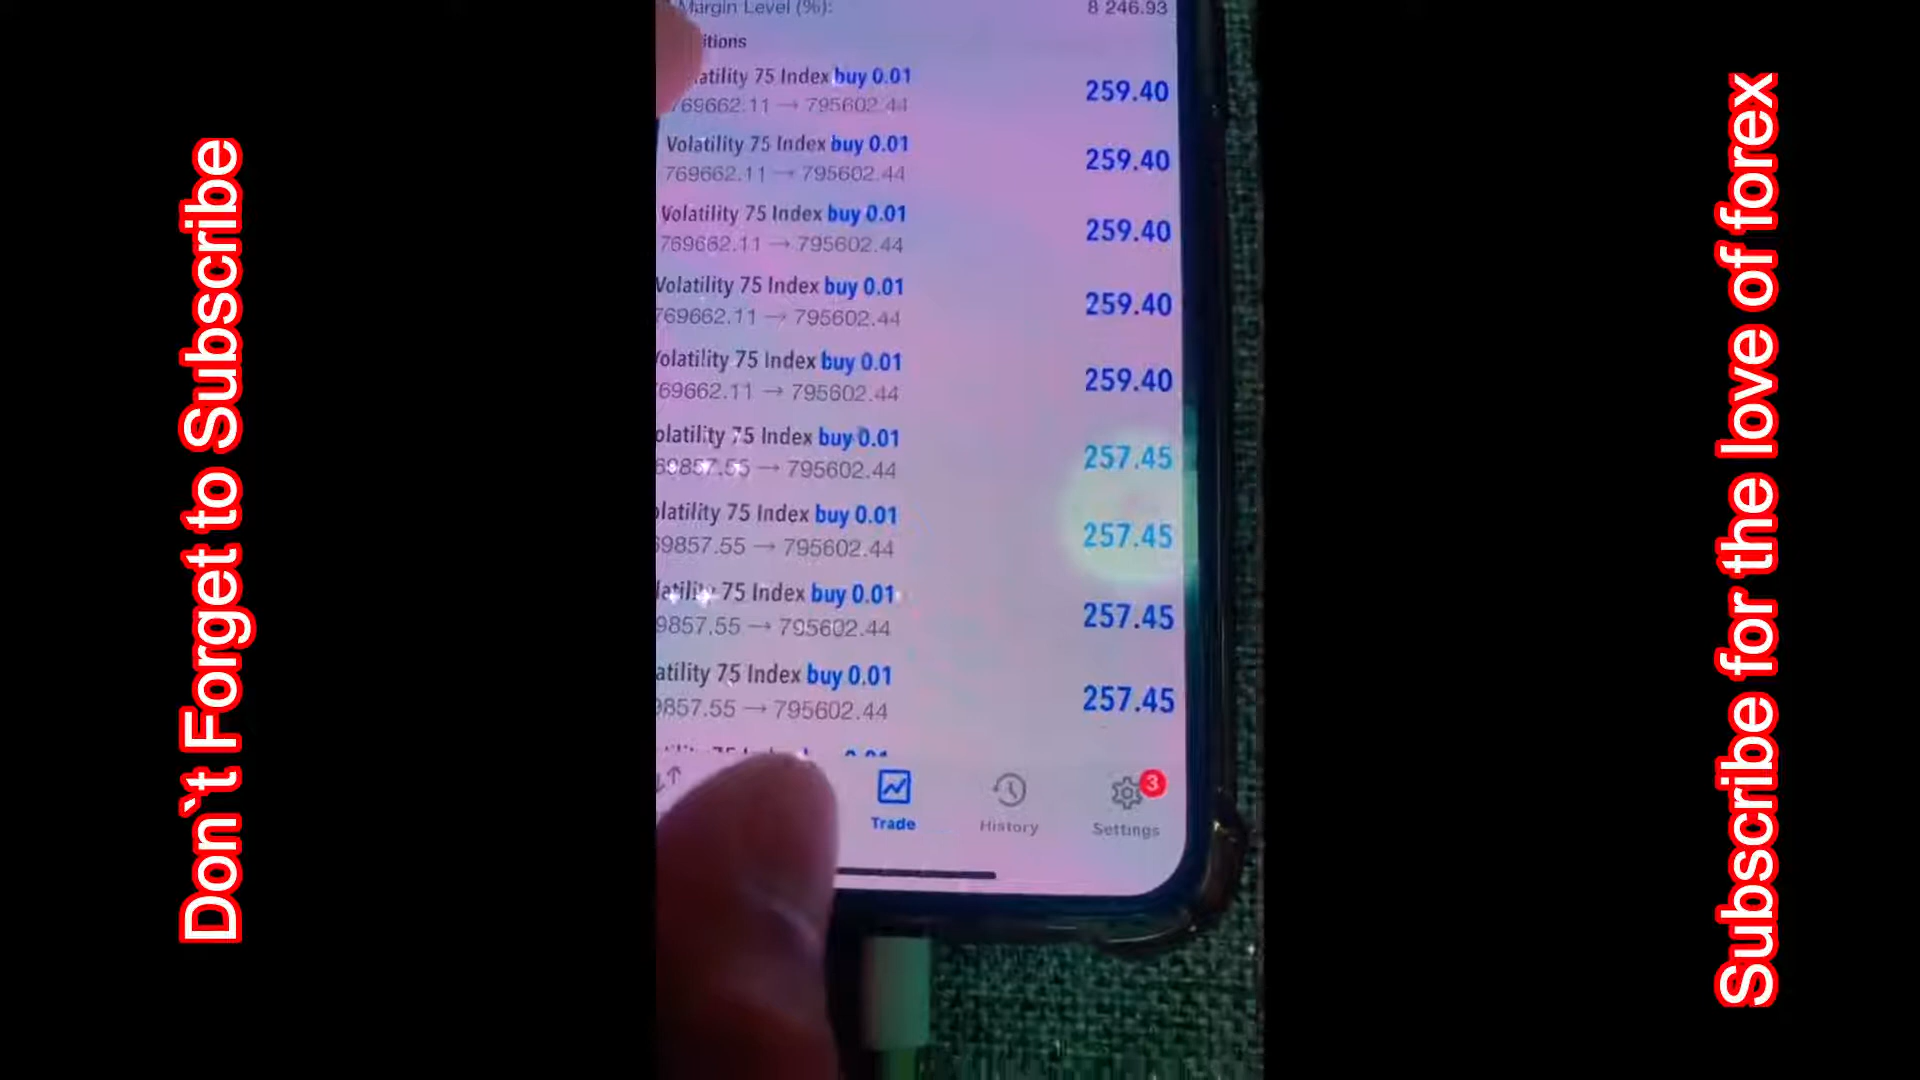 Don`t Forget to Subscribe
Margin Level (%): 8 246.93
Volatility 75 Index buy 0.01
769662.11 → 795602.44 259.40
Volatility 75 Index buy 0.01
769662.11 → 795602.44 259.40
Volatility 75 Index buy 0.01
769662.11 → 795602.44 259.40
Volatility 75 Index buy 0.01
769662.11 → 795602.44 259.40
Volatility 75 Index buy 0.01
69662.11 → 795602.44 259.40
olatility 75 Index buy 0.01
69857.55 → 795602.44 257.45
latility 75 Index buy 0.01
69857.55 → 795602.44 257.45
latility 75 Index buy 0.01
9857.55 → 795602.44 257.45
atility 75 Index buy 0.01
9857.55 → 795602.44 257.45
Trade
History
3
Settings
Subscribe for the love of forex